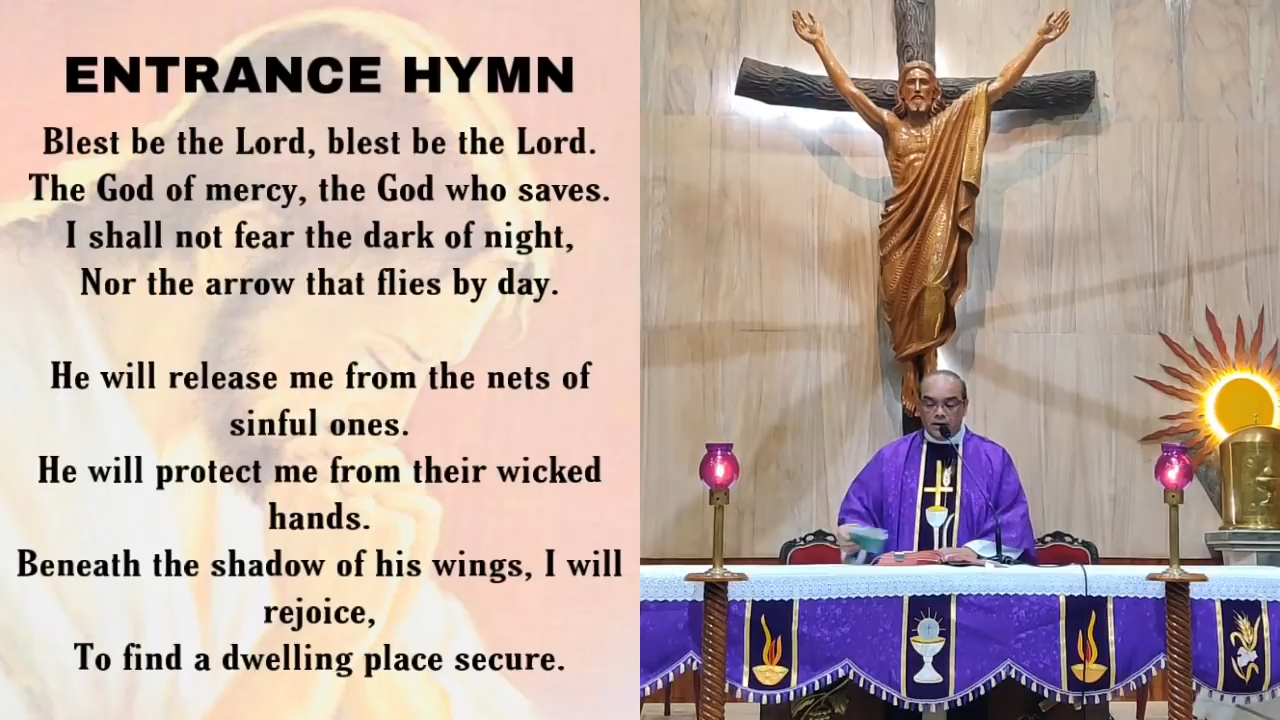 ENTRANCE HYMN
Blest be the Lord, blest be the Lord.
The God of mercy, the God who saves.
I shall not fear the dark of night,
Nor the arrow that flies by day.
He will release me from the nets of
sinful ones.
He will protect me from their wicked
hands.
Beneath the shadow of his wings, I will
rejoice,
To find a dwelling place secure.